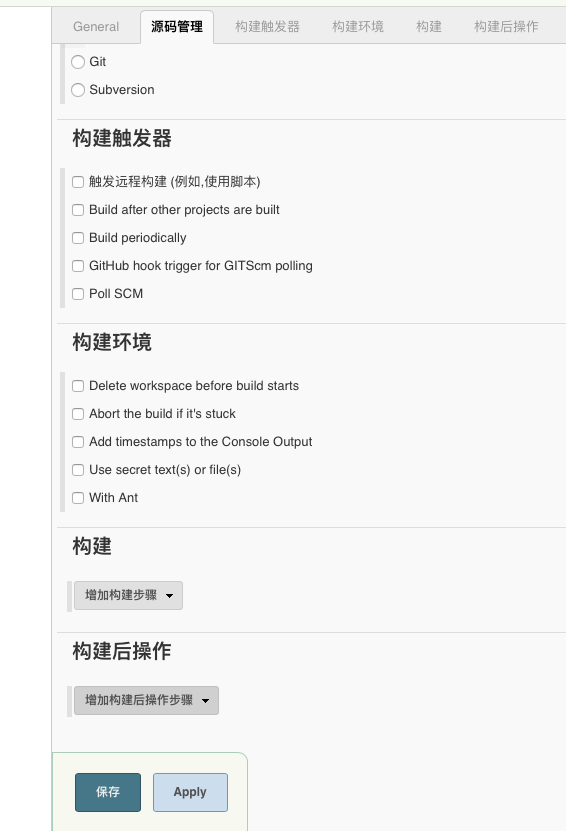 General 源码管理 构建触发器 构建环境 构建 构建后操作
Git
Subversion
构建触发器
触发远程构建 (例如,使用脚本)
Build after other projects are built
Build periodically
GitHub hook trigger for GITScm polling
Poll SCM
构建环境
Delete workspace before build starts
Abort the build if it's stuck
Add timestamps to the Console Output
Use secret text(s) or file(s)
With Ant
构建
增加构建步骤
构建后操作
增加构建后操作步骤
保存 Apply